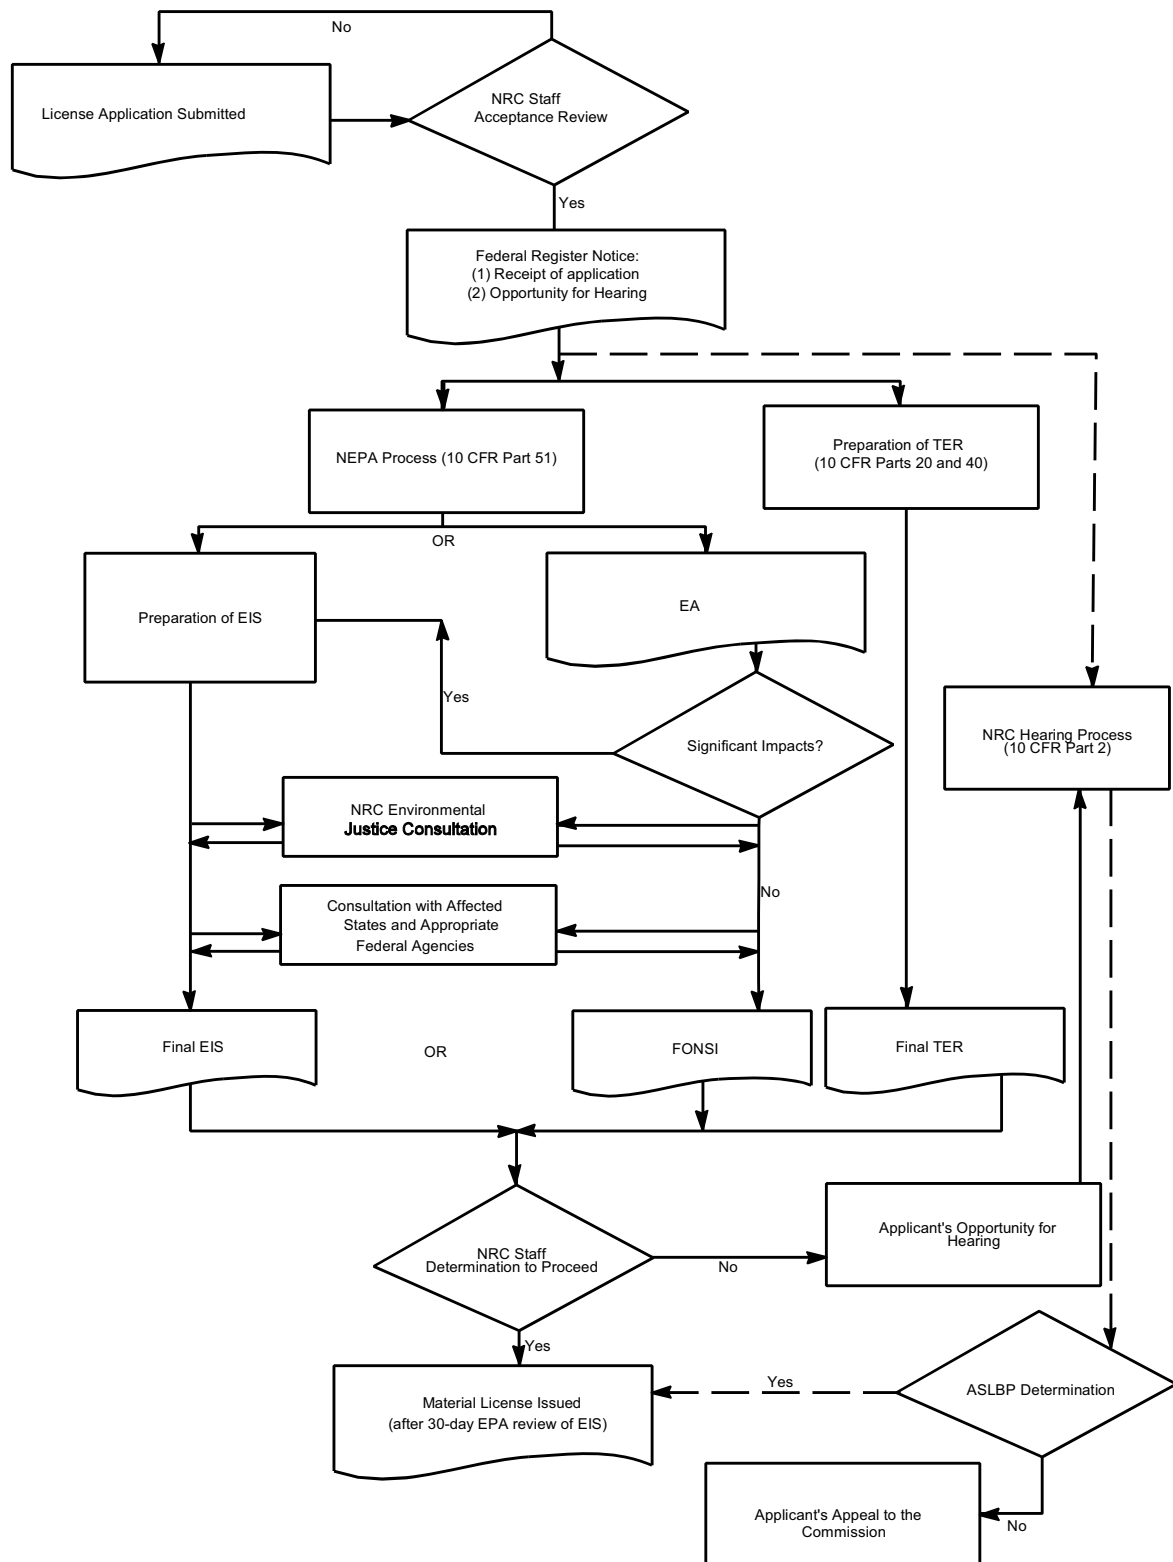 No
License Application Submitted
NRC Staff
Acceptance Review
Yes
Federal Register Notice:
(1) Receipt of application
(2) Opportunity for Hearing
NEPA Process (10 CFR Part 51)
Preparation of TER
(10 CFR Parts 20 and 40)
OR
Preparation of EIS
EA
Yes
Significant Impacts?
NRC Hearing Process
(10 CFR Part 2)
NRC Environmental
Justice Consultation
No
Consultation with Affected
States and Appropriate
Federal Agencies
Final EIS
OR
FONSI
Final TER
NRC Staff
Determination to Proceed
No
Applicant's Opportunity for
Hearing
Yes
Material License Issued
(after 30-day EPA review of EIS)
Yes
ASLBP Determination
Applicant's Appeal to the
Commission
No